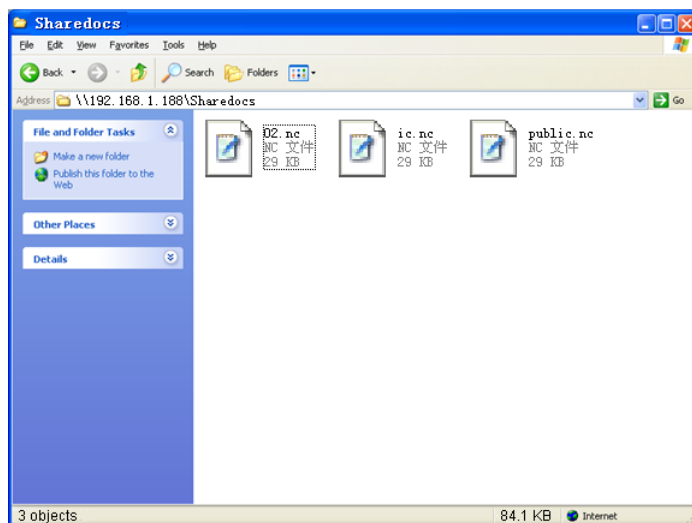 Sharedocs
File Edit View Favorites Tools Help
Back Search Folders
Address \\192.168.1.188\Sharedocs Go
File and Folder Tasks
Make a new folder
Publish this folder to the
Web
Other Places
Details
02.nc
NC 文件
29 KB
ic.nc
NC 文件
29 KB
public.nc
NC 文件
29 KB
3 objects 84.1 KB Internet